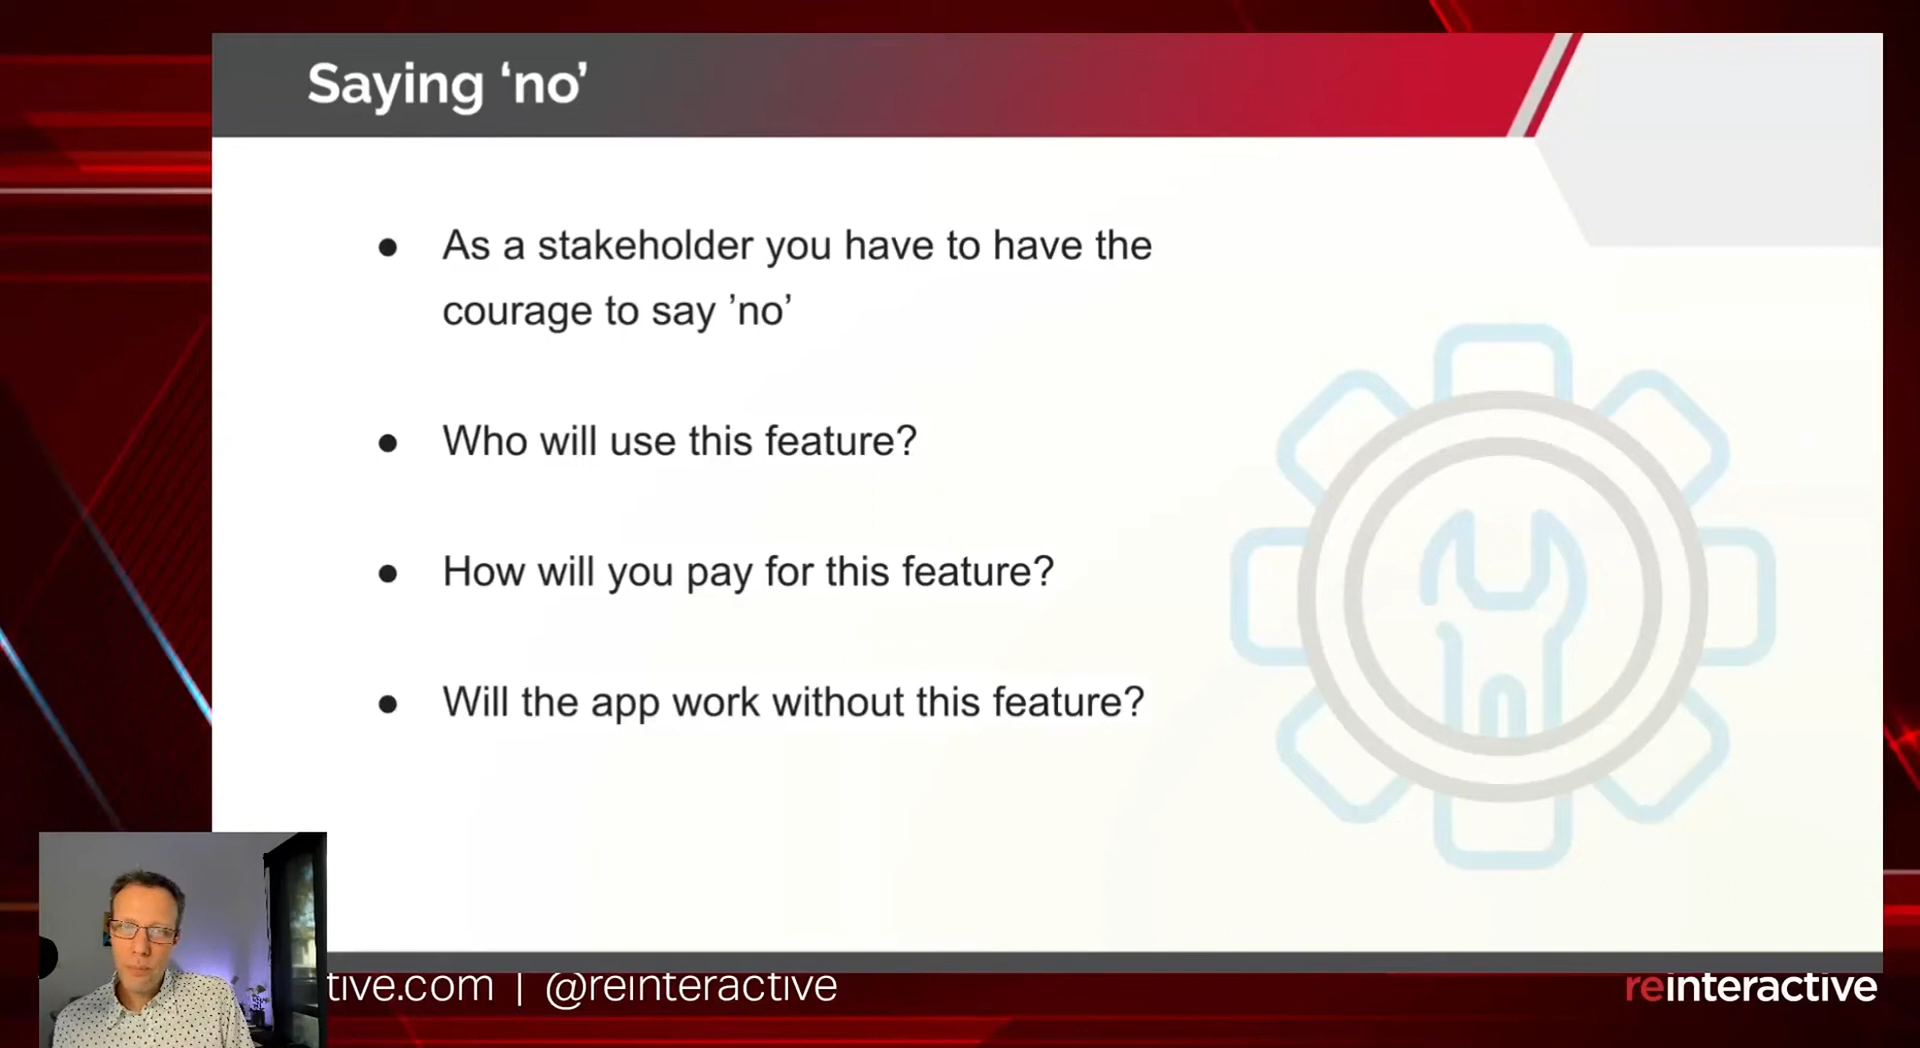 Saying ‘no’
● As a stakeholder you have to have the
courage to say ’no’
● Who will use this feature?
● How will you pay for this feature?
● Will the app work without this feature?
tive.com | @reinteractive
reinteractive